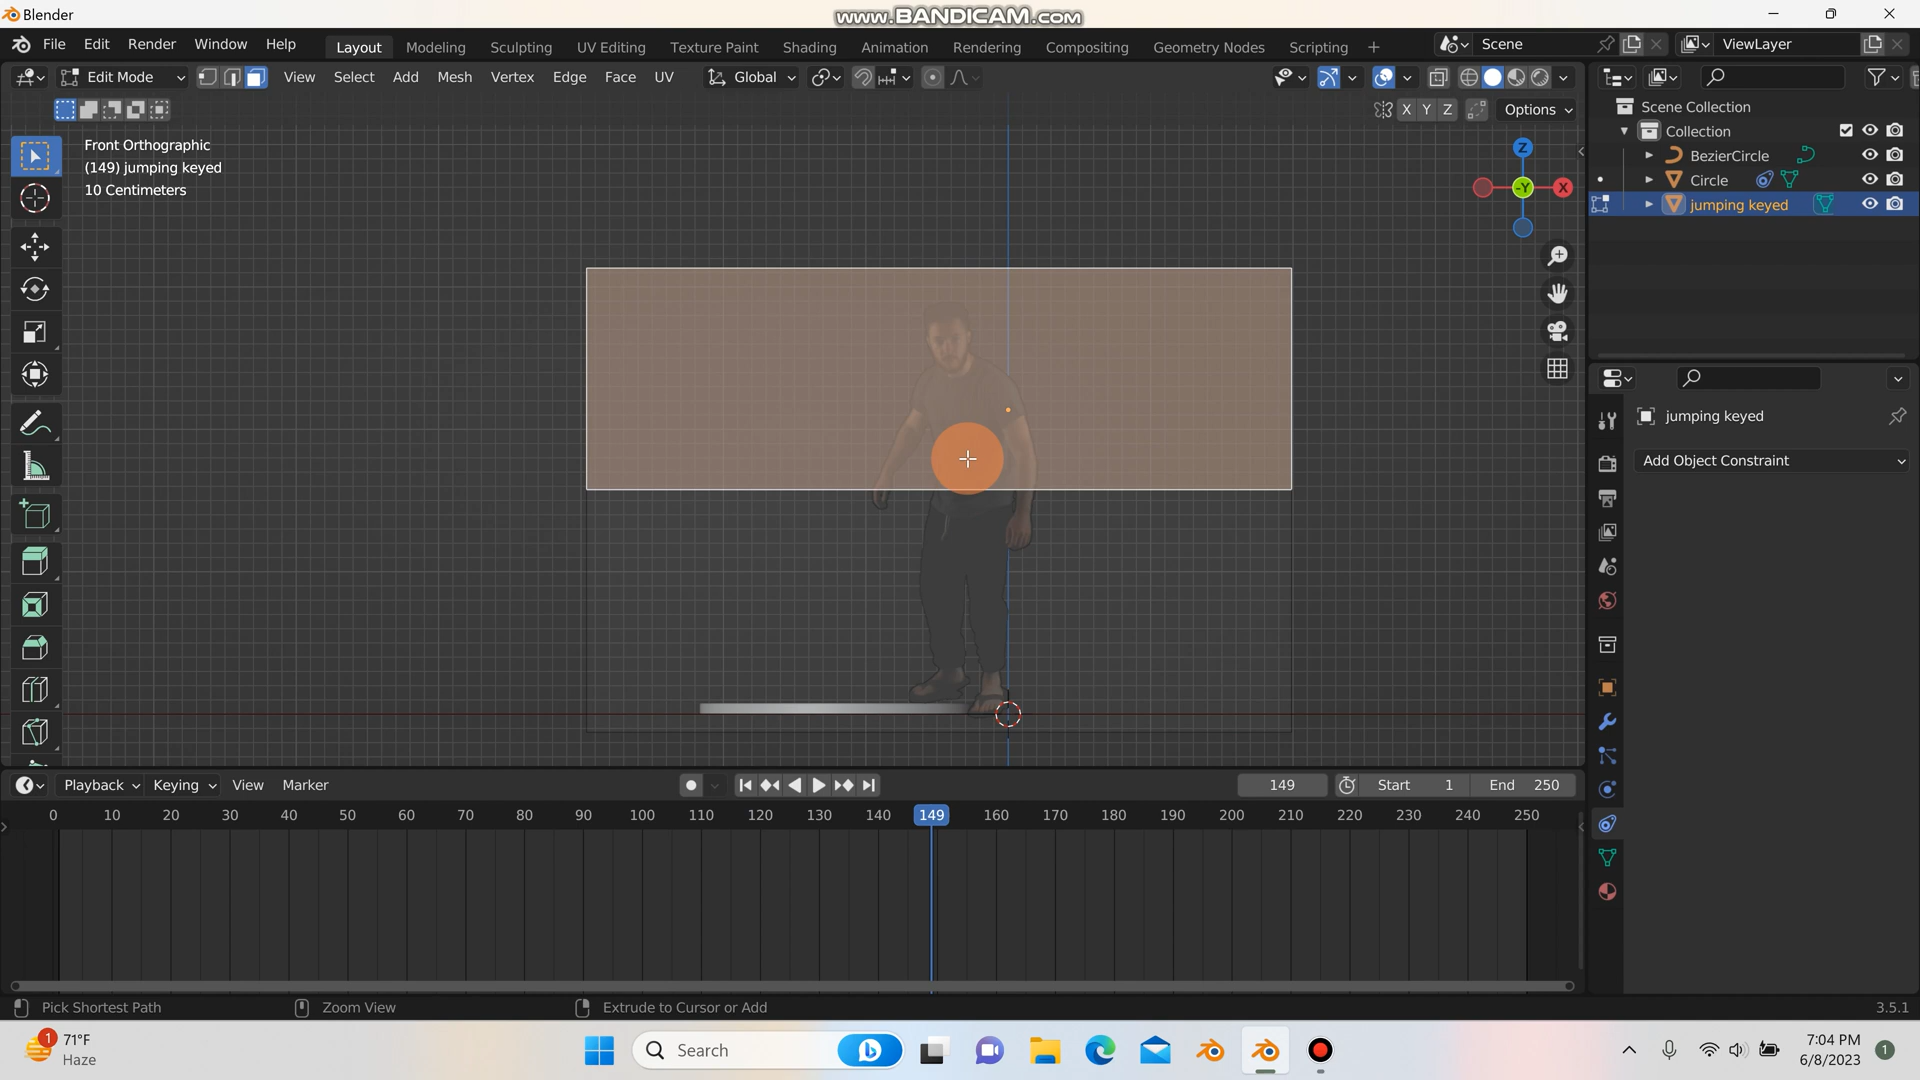 Blender
www.BANDICAM.com
File Edit Render Window Help
Layout Modeling Sculpting UV Editing Texture Paint Shading Animation Rendering Compositing Geometry Nodes Scripting +
Scene
ViewLayer
Edit Mode
View Select Add Mesh Vertex Edge Face UV
Global
X Y Z
Options
Front Orthographic
(149) jumping keyed
10 Centimeters
Z
-Y
X
Scene Collection
Collection
BezierCircle
Circle
jumping keyed
jumping keyed
Add Object Constraint
Playback Keying View Marker
149
Start 1
End 250
0 10 20 30 40 50 60 70 80 90 100 110 120 130 140 149 160 170 180 190 200 210 220 230 240 250
Pick Shortest Path
Zoom View
Extrude to Cursor or Add
3.5.1
1
71°F
Haze
Search
7:04 PM
6/8/2023
1